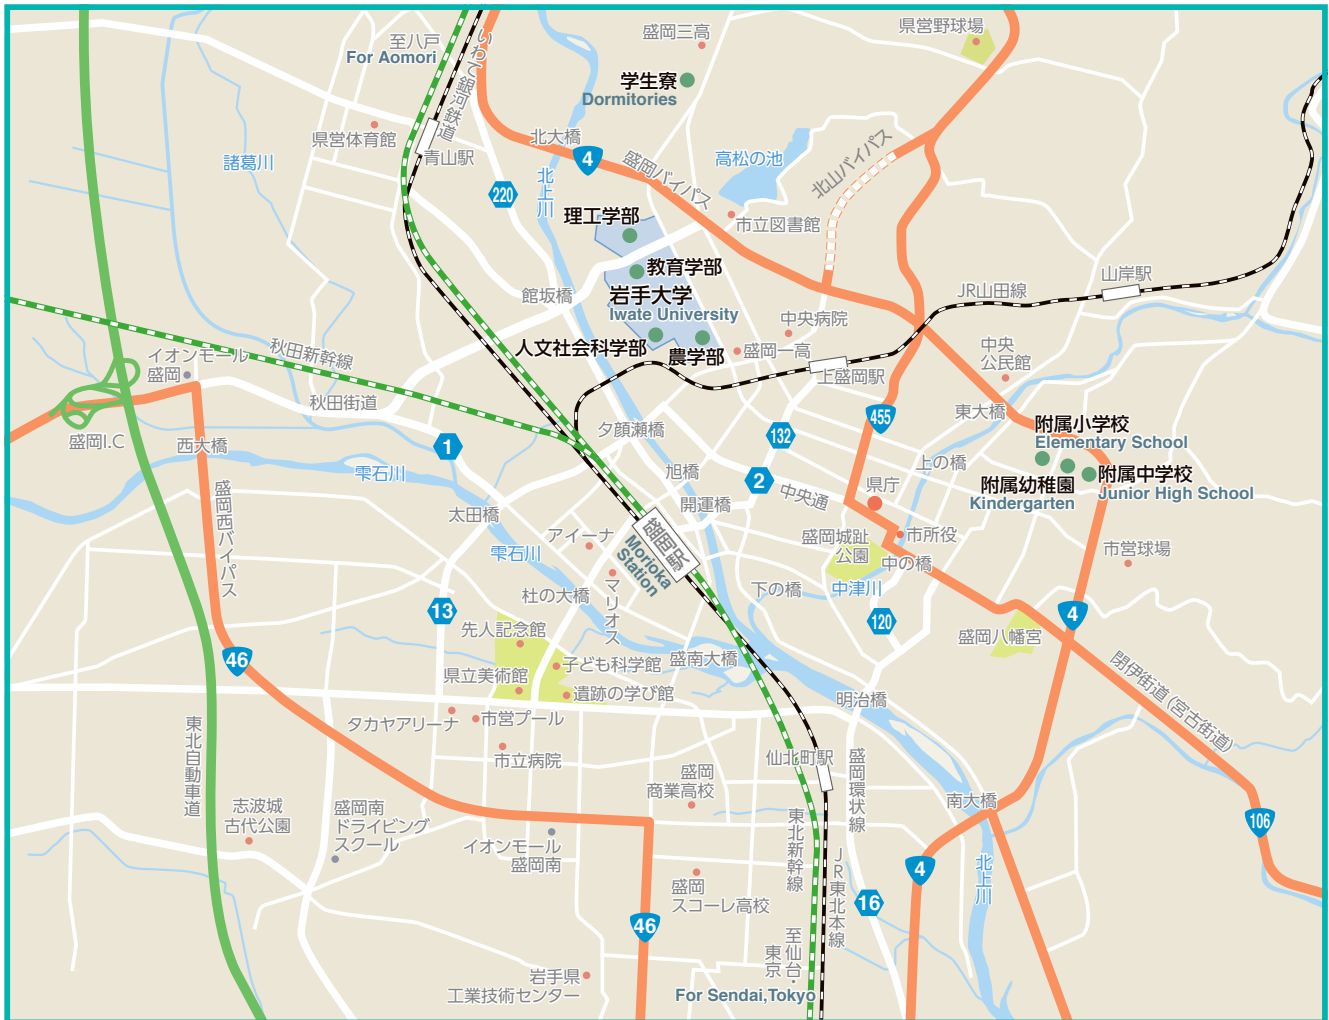 至八戸
For Aomori
いわて銀河鉄道
盛岡三高
県営野球場
学生寮
Dormitories
県営体育館
青山駅
北大橋
4
盛岡バイパス
高松の池
北山バイパス
諸葛川
220
北上川
理工学部
市立図書館
教育学部
岩手大学
Iwate University
館坂橋
JR山田線
山岸駅
中央病院
人文社会科学部
農学部
盛岡一高
上盛岡駅
中央
公民館
イオンモール
盛岡
秋田新幹線
秋田街道
盛岡I.C
西大橋
1
夕顔瀬橋
132
455
東大橋
附属小学校
Elementary School
雫石川
旭橋
2
上の橋
附属中学校
Junior High School
附属幼稚園
Kindergarten
盛岡西バイパス
太田橋
開運橋
中央通
県庁
アイーナ
盛岡駅
Morioka
Station
盛岡城趾
公園
市所役
中の橋
市営球場
雫石川
マリオス
杜の大橋
下の橋
中津川
13
120
4
先人記念館
盛岡八幡宮
46
子ども科学館
盛南大橋
県立美術館
遺跡の学び館
明治橋
閉伊街道(宮古街道)
タカヤアリーナ
市営プール
東北自動車道
市立病院
仙北町駅
盛岡環状線
盛岡
商業高校
南大橋
志波城
古代公園
盛岡南
ドライビング
スクール
イオンモール
盛岡南
東北新幹線
106
JR東北本線
4
北上川
盛岡
スコーレ高校
16
46
至仙台・
東京
岩手県
工業技術センター
For Sendai,Tokyo